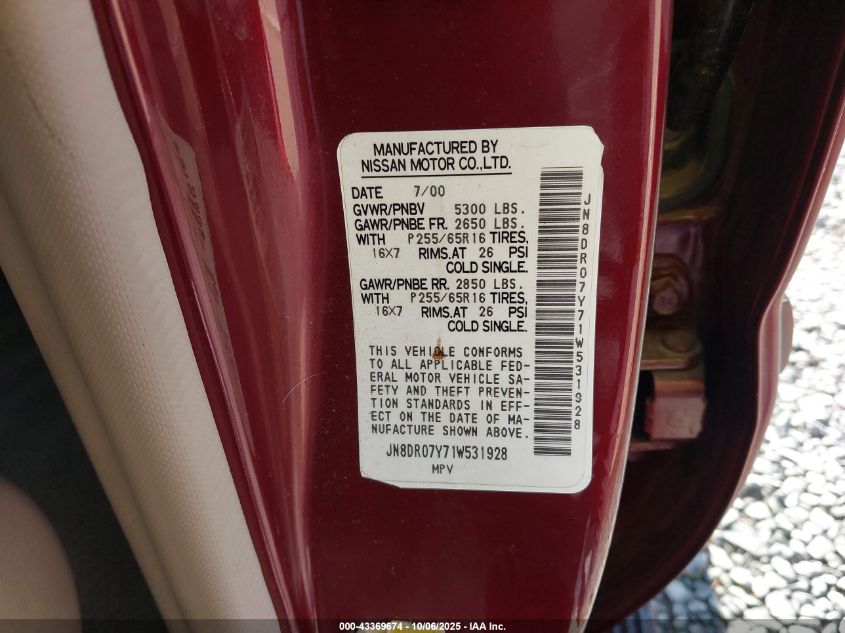 MANUFACTURED BY
NISSAN MOTOR CO.,LTD.
DATE 7/00
GVWR/PNBV 5300 LBS.
GAWR/PNBE FR. 2650 LBS.
WITH P255/65R16 TIRES,
16X7 RIMS.AT 26 PSI
COLD SINGLE.
GAWR/PNBE RR. 2850 LBS.
WITH P255/65R16 TIRES,
16X7 RIMS.AT 26 PSI
COLD SINGLE.
THIS VEHICLE CONFORMS
TO ALL APPLICABLE FED-
ERAL MOTOR VEHICLE SA-
FETY AND THEFT PREVEN-
TION STANDARDS IN EFF-
ECT ON THE DATE OF MA-
NUFACTURE SHOWN ABOVE.
JN8DR07Y71W531928
MPV
JN8DR07Y71W531928
000-43369674 - 10/06/2025 - IAA Inc.